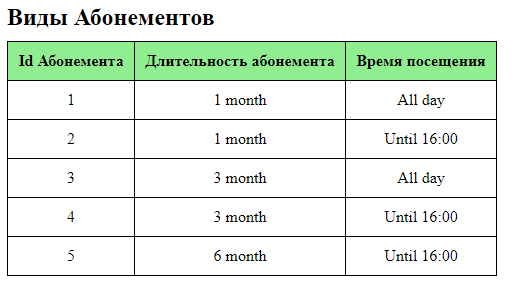 Виды Абонементов
Id Абонемента Длительность абонемента Время посещения
1 1 month All day
2 1 month Until 16:00
3 3 month All day
4 3 month Until 16:00
5 6 month Until 16:00